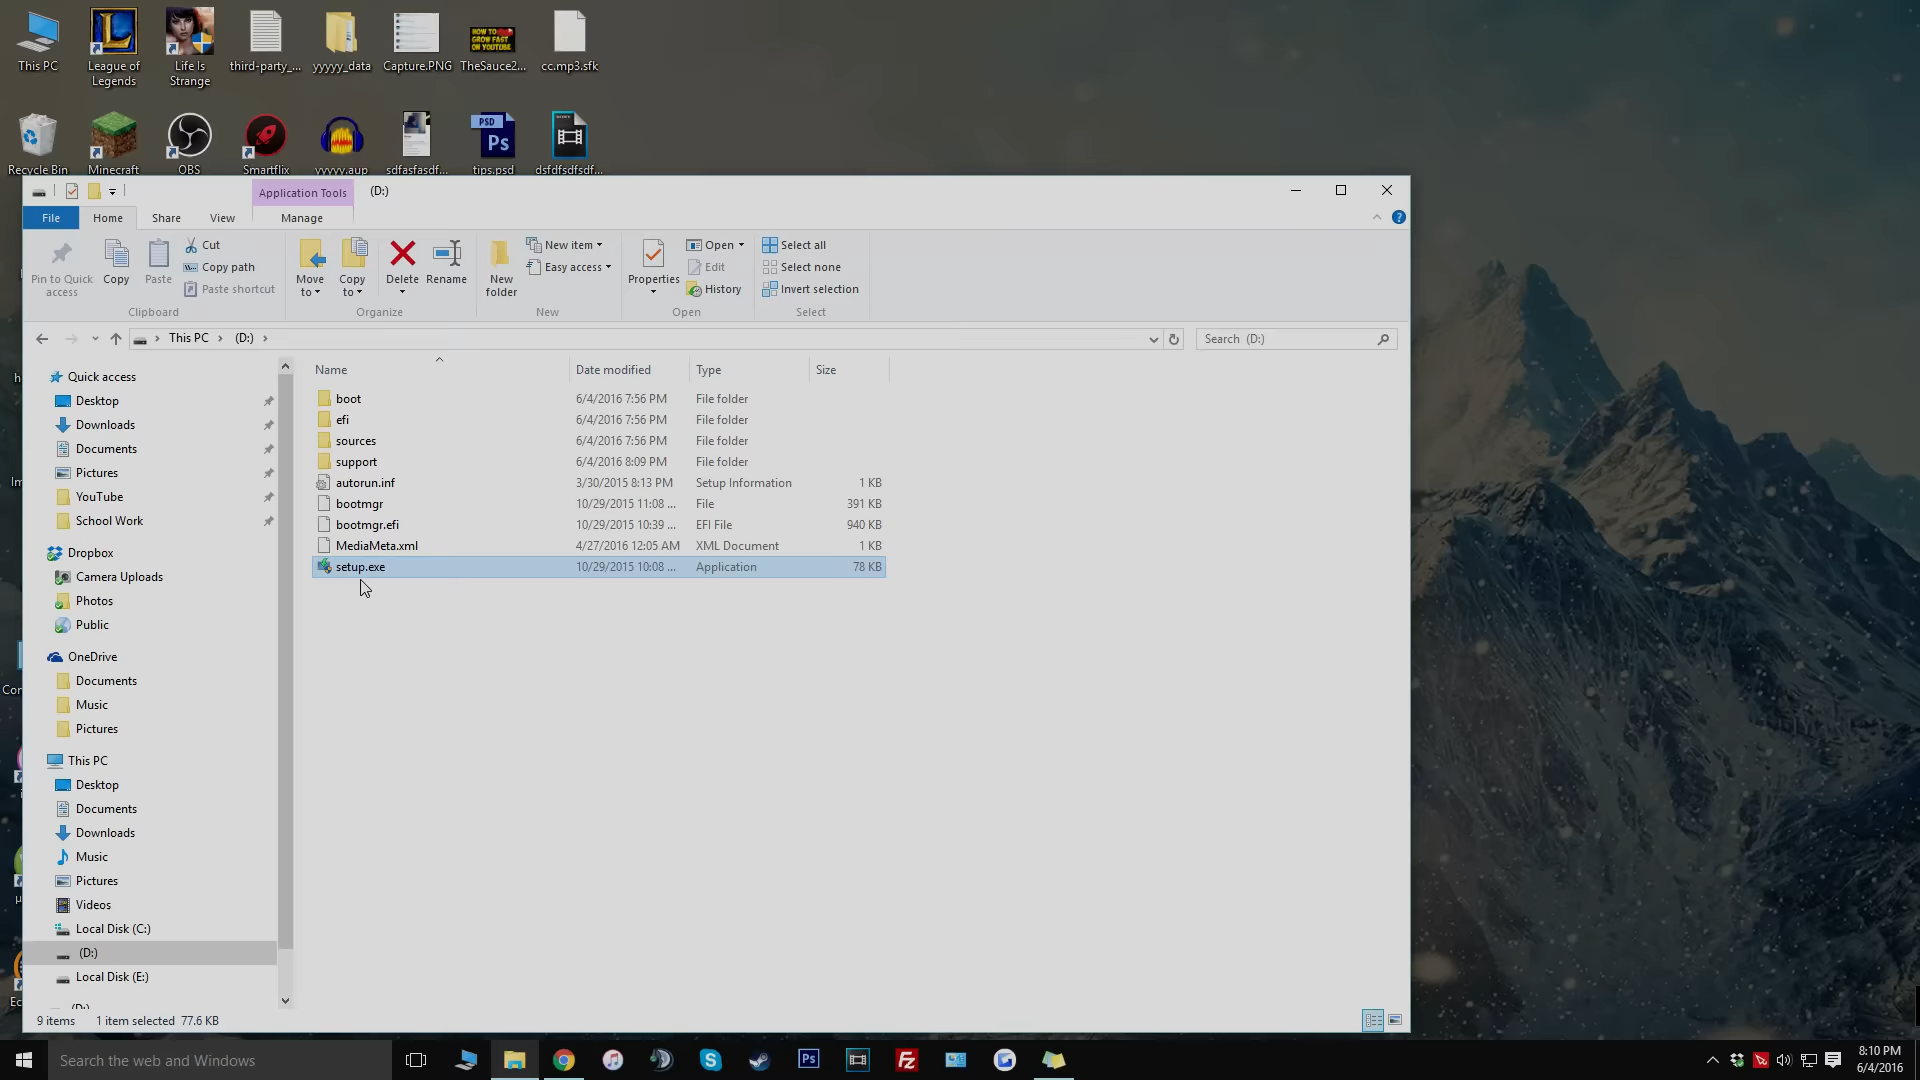 This PC
League of
Legends
Life Is
Strange
third-party_...
yyyyy_data
Capture.PNG
HOW TO
GROW FAST
ON YOUTUBE
TheSauce2...
cc.mp3.sfk
Recycle Bin
Minecraft
OBS
Smartflix
yyyyy.aup
sdfasfasdf...
PSD
Ps
tips.psd
dsfdfsdfsdf...
Application Tools
(D:)
File
Home
Share
View
Manage
Pin to Quick
access
Copy
Paste
Cut
Copy path
Paste shortcut
Clipboard
Move
to
Copy
to
Delete
Rename
Organize
New
folder
New item
Easy access
New
Properties
Open
Edit
History
Open
Select all
Select none
Invert selection
Select
This PC
(D:)
Search (D:)
Quick access
Desktop
Downloads
Documents
Pictures
YouTube
School Work
Dropbox
Camera Uploads
Photos
Public
OneDrive
Documents
Music
Pictures
This PC
Desktop
Documents
Downloads
Music
Pictures
Videos
Local Disk (C:)
(D:)
Local Disk (E:)
(D:)
Name Date modified Type Size
boot 6/4/2016 7:56 PM File folder
efi 6/4/2016 7:56 PM File folder
sources 6/4/2016 7:56 PM File folder
support 6/4/2016 8:09 PM File folder
autorun.inf 3/30/2015 8:13 PM Setup Information 1 KB
bootmgr 10/29/2015 11:08 ... File 391 KB
bootmgr.efi 10/29/2015 10:39 ... EFI File 940 KB
MediaMeta.xml 4/27/2016 12:05 AM XML Document 1 KB
setup.exe 10/29/2015 10:08 ... Application 78 KB
9 items 1 item selected 77.6 KB
Search the web and Windows
Ps
8:10 PM
6/4/2016